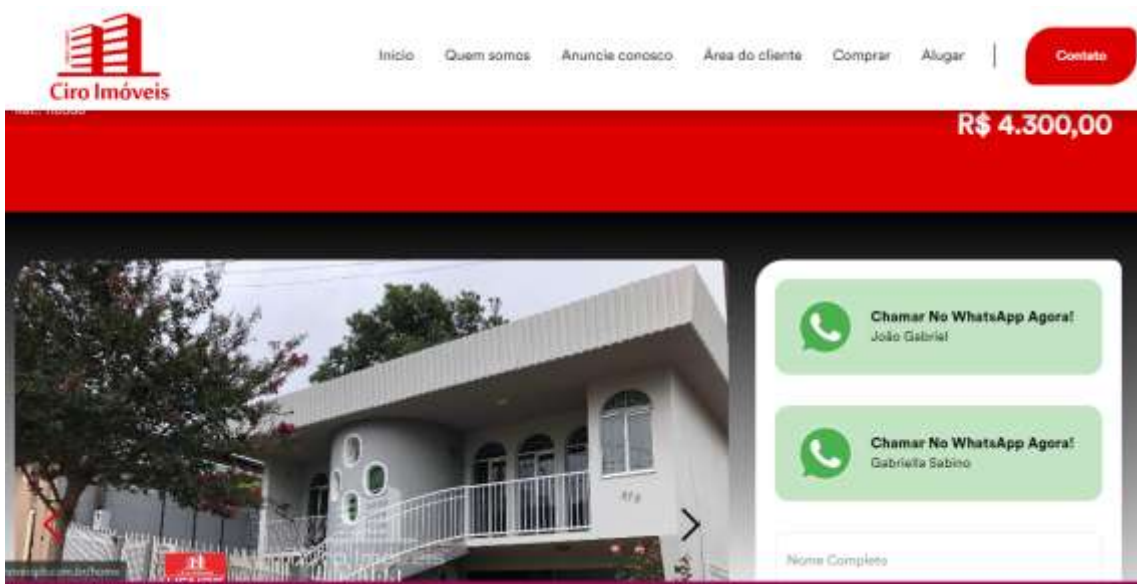 Ciro Imóveis
Início Quem somos Anuncie conosco Área do cliente Comprar Alugar Contato
R$ 4.300,00
Chamar No WhatsApp Agora!
João Gabriel
Chamar No WhatsApp Agora!
Gabriella Sabino
Nome Completo